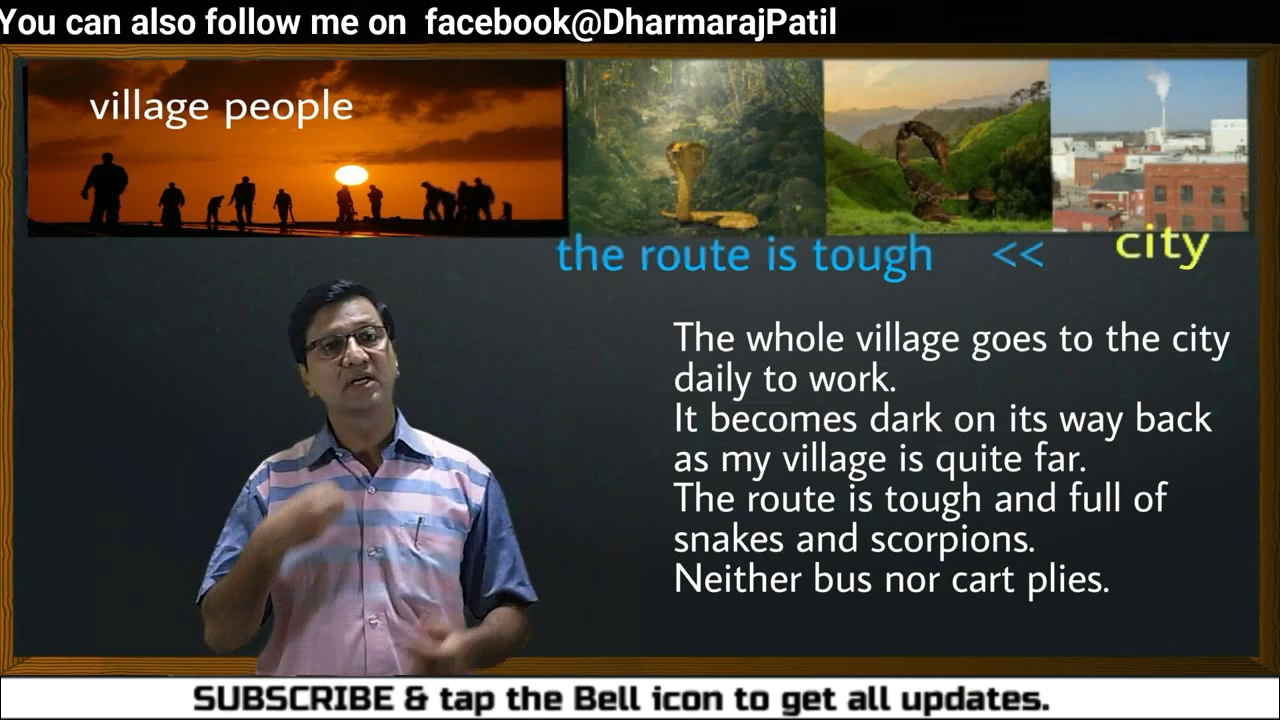 You can also follow me on facebook@DharmarajPatil
village people
the route is tough << city
The whole village goes to the city
daily to work.
It becomes dark on its way back
as my village is quite far.
The route is tough and full of
snakes and scorpions.
Neither bus nor cart plies.
SUBSCRIBE & tap the Bell icon to get all updates.